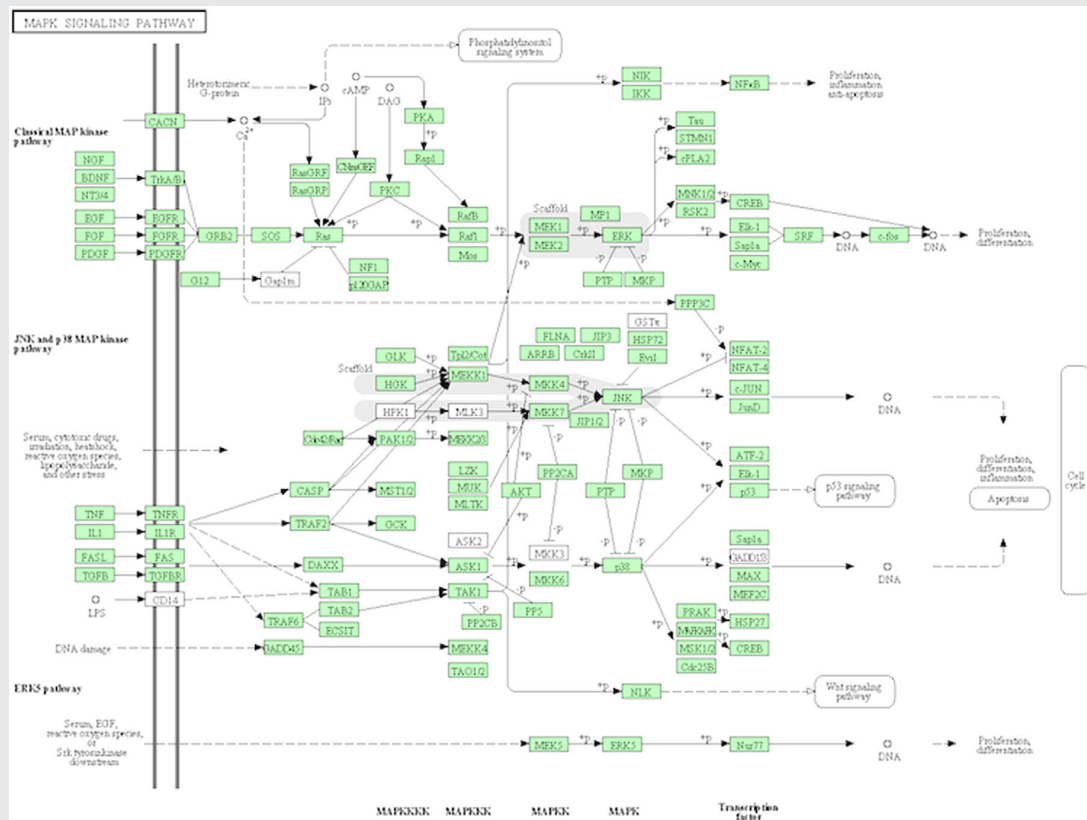 MAPK SIGNALING PATHWAY
Phosphatidylinositol
signaling system
Heterotrimeric
G-protein
IP3
cAMP
DAG
+p
NIK
IKK
NFκB
Proliferation,
inflammation
anti-apoptosis
Classical MAP kinase
pathway
CACN
Ca2+
PKA
+p
Rap1
CNrasGEF
RasGRF
RasGRP
PKC
NGF
BDNF
NT3/4
TrkA/B
EGF
EGFR
FGF
FGFR
PDGF
PDGFR
GRB2
SOS
Ras
+p
+p
RafB
Raf1
Mos
+p
Scaffold
MEK1
MEK2
MP1
+p
ERK
+p
+p
Tau
STMN1
cPLA2
MNK1/2
RSK2
+p
CREB
+p
Elk-1
Sap1a
c-Myc
SRF
DNA
c-fos
DNA
Proliferation,
differentiation
G12
Gap1m
NF1
p120GAP
-p
-p
PTP
MKP
PPP3C
JNK and p38 MAP kinase
pathway
Scaffold
GLK
HGK
HPK1
+p
+p
+p
Tpl2/Cot
MEKK1
MLK3
+p
+p
+p
FLNA
JIP3
ARRB
CrkII
GSTπ
HSP72
Evi1
MKK4
MKK7
+p
+p
JNK
JIP1/2
-p
NFAT-2
NFAT-4
+p
c-JUN
JunD
DNA
Serum, cytotoxic drugs,
irradiation, heatshock,
reactive oxygen species,
lipopolysaccharide,
and other stress
Cdc42/Rac
PAK1/2
+p
MEKK2/3
LZK
MUK
MLTK
+p
AKT
+p
PP2CA
-p
-p
PTP
MKP
-p
-p
+p
ATF-2
Elk-1
p53
p53 signaling
pathway
Proliferation,
differentiation,
inflammation
Apoptosis
Cell
cycle
CASP
MST1/2
TRAF2
GCK
TNF
TNFR
IL1
IL1R
FASL
FAS
TGFB
TGFBR
LPS
CD14
DAXX
ASK2
ASK1
+p
MKK3
MKK6
+p
p38
+p
+p
+p
Sap1a
GADD153
MAX
MEF2C
DNA
TAB1
TAB2
ECSIT
TRAF6
TAK1
-p
PP2CB
-p
PP5
PRAK
MAPKAPK
MSK1/2
Cdc25B
+p
+p
HSP27
CREB
DNA damage
GADD45
MEKK4
TAO1/2
ERK5 pathway
+p
NLK
Wnt signaling
pathway
Serum, EGF,
reactive oxygen species,
or
Srk tyrosinkinase
downstream
MEK5
+p
ERK5
+p
Nur77
DNA
Proliferation,
differentiation
MAPKKKK
MAPKKK
MAPKK
MAPK
Transcription
factor